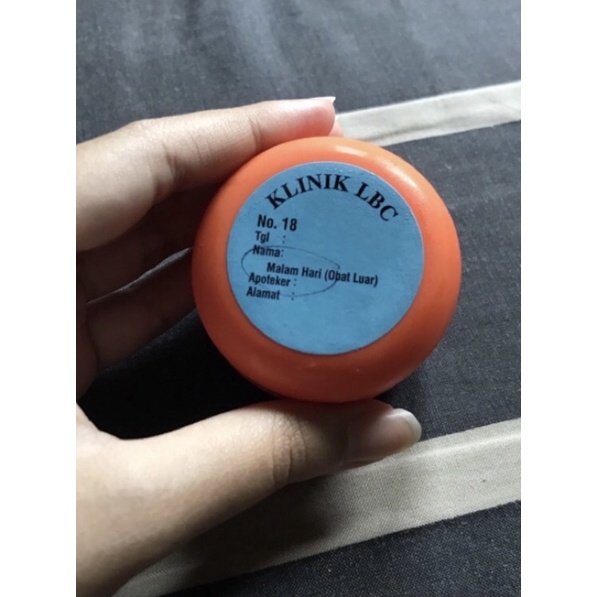 KLINIK LBC
No. 18
Tgl :
Nama:
Malam Hari (Obat Luar)
Apoteker :
Alamat :